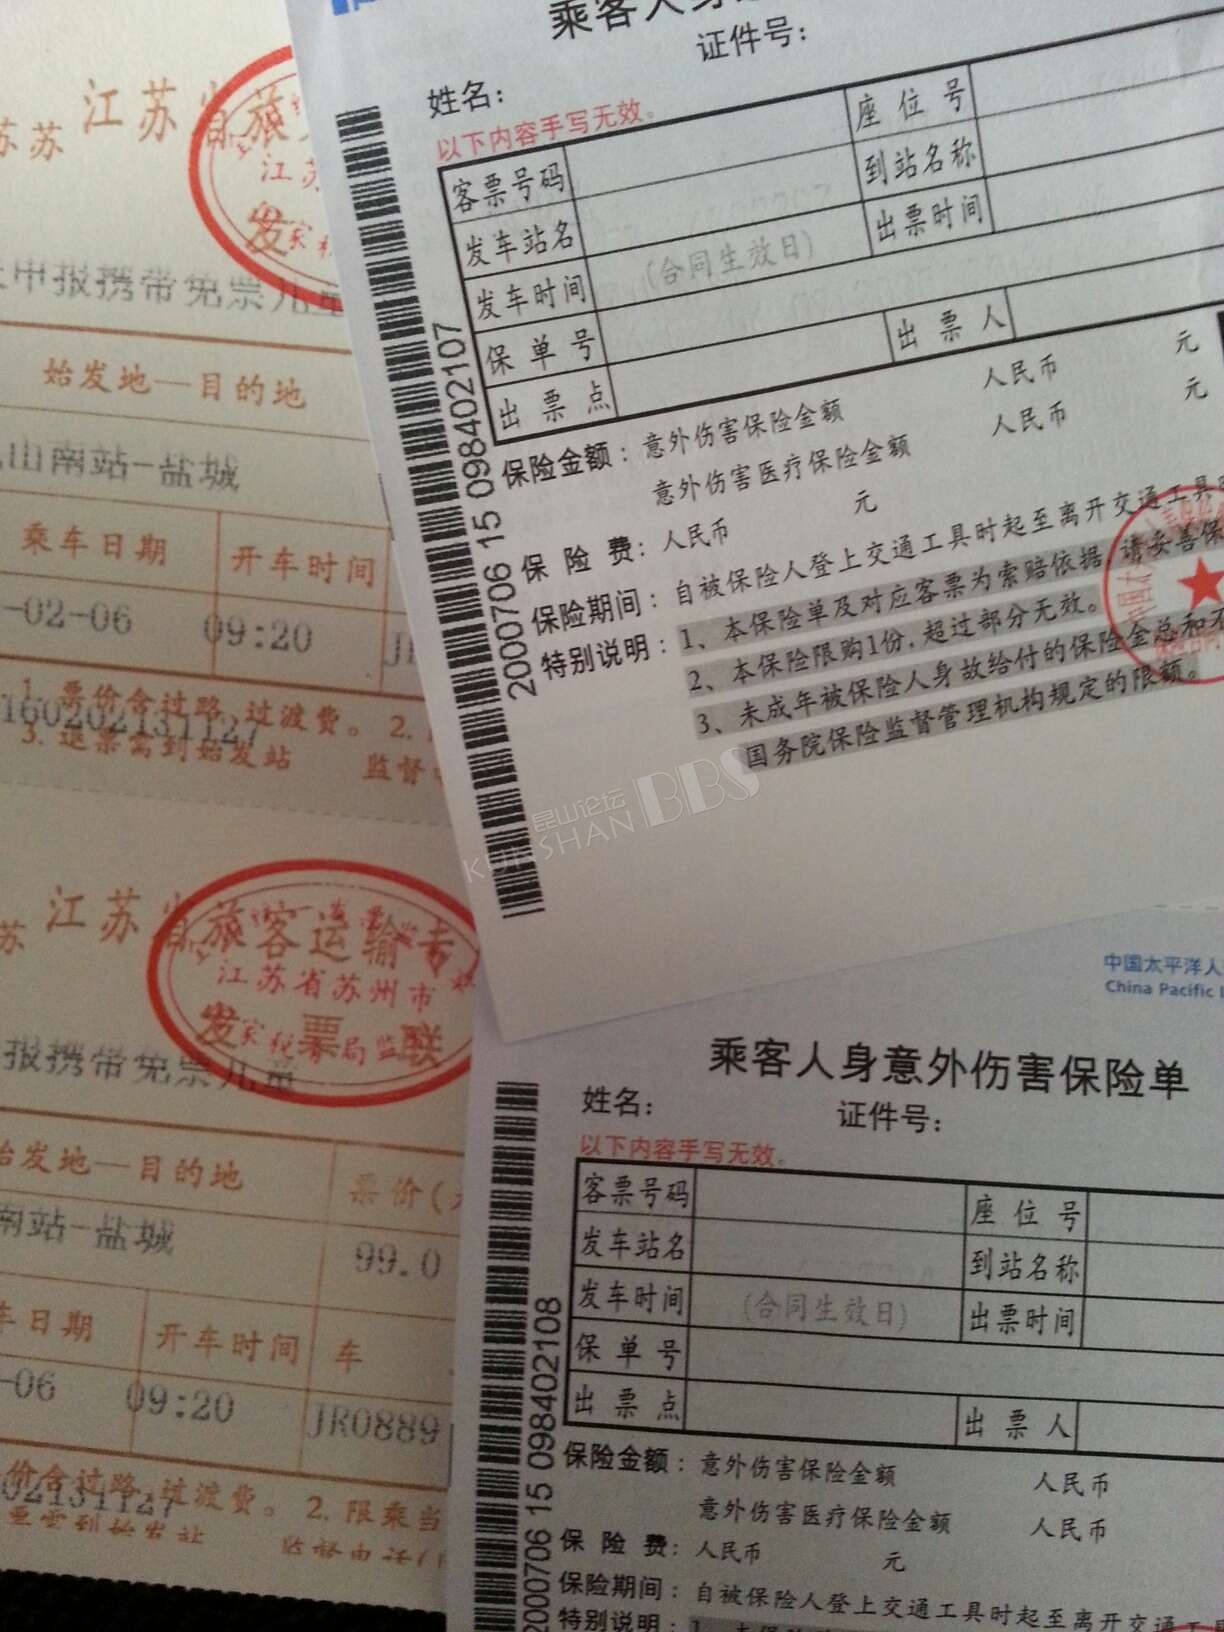 江苏省旅
江苏
发
申报携带免票儿童
始发地—目的地
山南站-盐城
乘车日期 开车时间
-02-06 09:20
1. 票价含过路,过渡费。2.
160202131127
3. 退票需到始发站 监督
江苏省旅客运输专
江苏省苏州市
发票联
报携带免票儿童
始发地—目的地 票价(
南站-盐城 99.0
车日期 开车时间 车
-06 09:20 JR0889
价含过路,过渡费。2. 限乘当
乘客人身
姓名: 证件号:
以下内容手写无效。
客票号码 座位号
发车站名 到站名称
发车时间 (合同生效日) 出票时间
保单号
出票点 出票人
保险金额: 意外伤害保险金额 人民币 元
意外伤害医疗保险金额 人民币 元
保险费: 人民币 元
保险期间: 自被保险人登上交通工具时起至离开交通工具
特别说明: 1、本保险单及对应客票为索赔依据,请妥善保
2、本保险限购1份,超过部分无效。
3、未成年被保险人身故给付的保险金总和不
国务院保险监督管理机构规定的限额。
2000706 15 098402107
昆山论坛
KUNSHAN BBS
中国太平洋人
China Pacific
乘客人身意外伤害保险单
姓名: 证件号:
以下内容手写无效。
客票号码 座位号
发车站名 到站名称
发车时间 (合同生效日) 出票时间
保单号
出票点 出票人
保险金额: 意外伤害保险金额 人民币
意外伤害医疗保险金额 人民币
保险费: 人民币 元
保险期间: 自被保险人登上交通工具时起至离开交通工
特别说明:
2000706 15 098402108